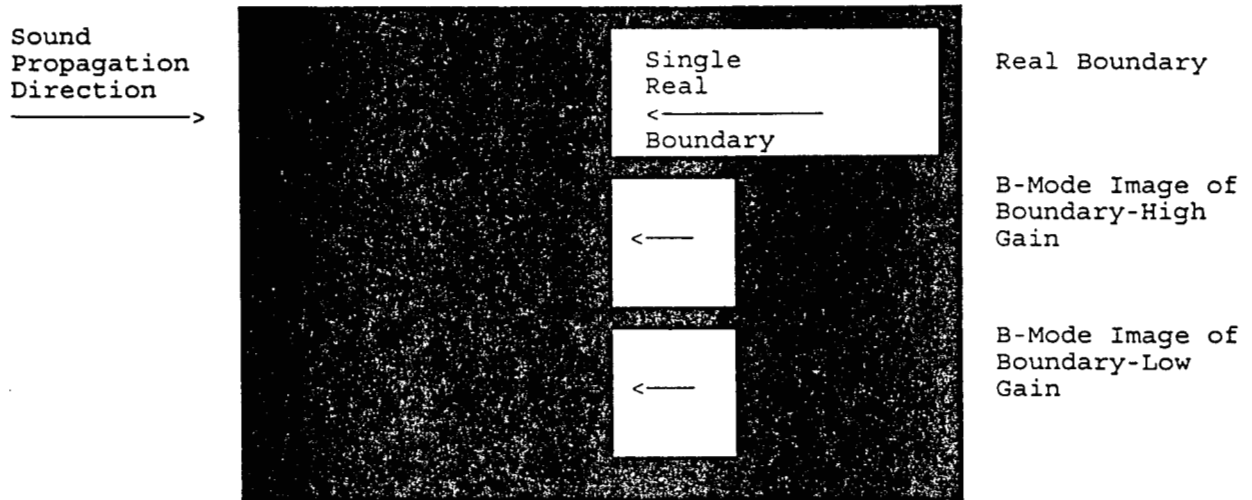 Sound
Propagation
Direction
Single
Real
Boundary
Real Boundary
B-Mode Image of
Boundary-High
Gain
B-Mode Image of
Boundary-Low
Gain